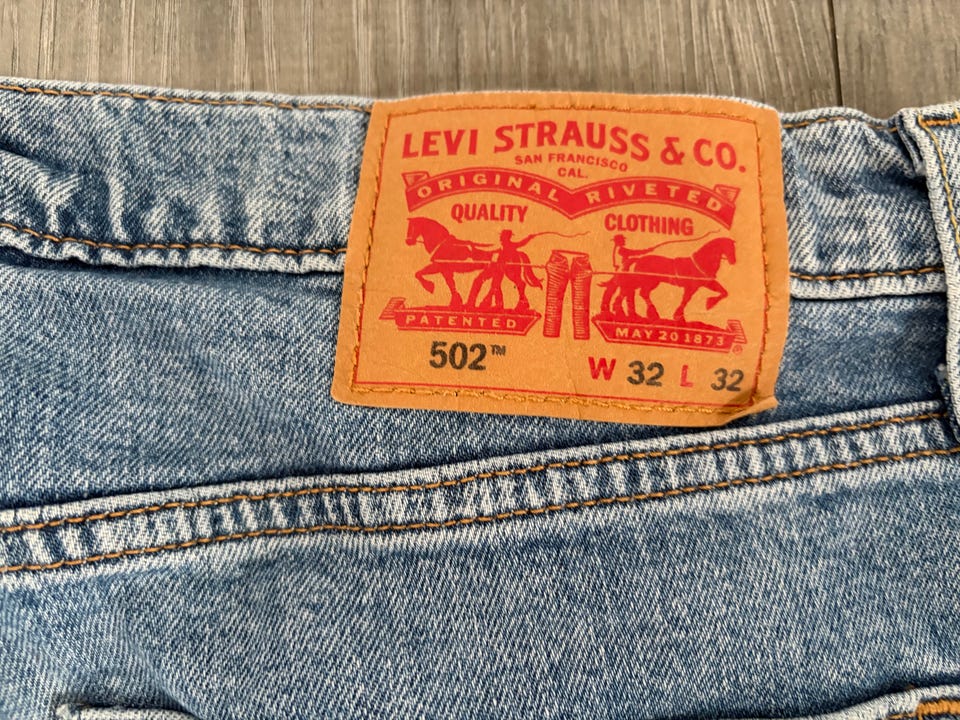 LEVI STRAUSS & CO.
SAN FRANCISCO
CAL.
ORIGINAL RIVETED
QUALITY CLOTHING
PATENTED MAY 20 1873 ®
502™ W 32 L 32